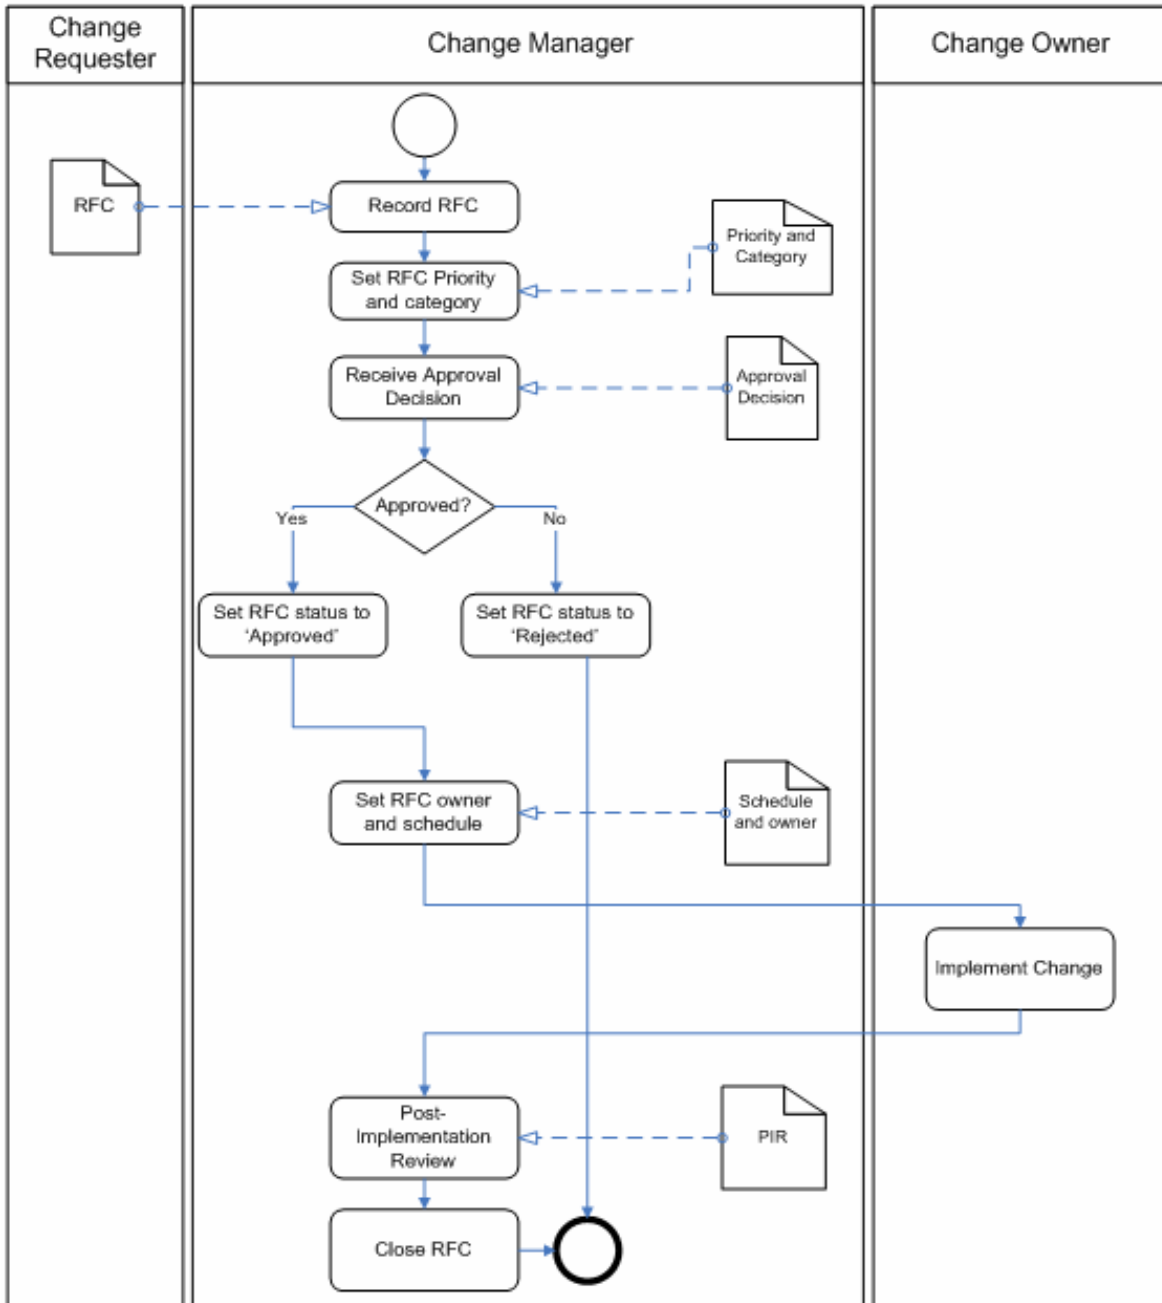 Change
Requester
Change Manager
Change Owner
RFC
Record RFC
Priority and
Category
Set RFC Priority
and category
Receive Approval
Decision
Approval
Decision
Approved?
Yes
No
Set RFC status to
‘Approved’
Set RFC status to
‘Rejected’
Set RFC owner
and schedule
Schedule
and owner
Implement Change
Post-
Implementation
Review
PIR
Close RFC